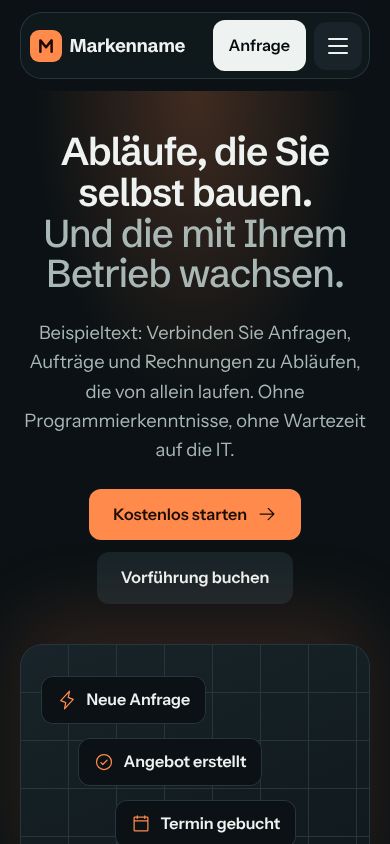 M Markenname
Anfrage
Abläufe, die Sie
selbst bauen.
Und die mit Ihrem
Betrieb wachsen.
Beispieltext: Verbinden Sie Anfragen,
Aufträge und Rechnungen zu Abläufen,
die von allein laufen. Ohne
Programmierkenntnisse, ohne Wartezeit
auf die IT.
Kostenlos starten
Vorführung buchen
Neue Anfrage
Angebot erstellt
Termin gebucht